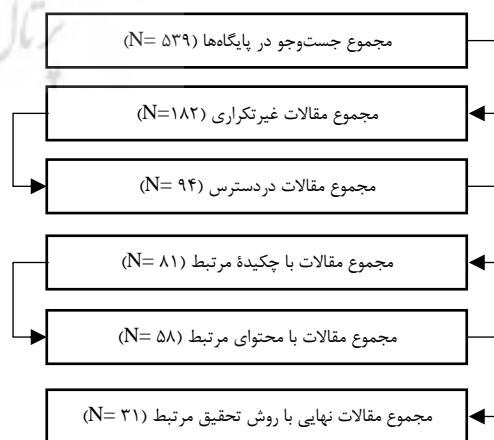 مجموع جست‌وجو در پایگاه‌ها (N= ۵۳۹)
مجموع مقالات غیرتکراری (N=۱۸۲)
مجموع مقالات دردسترس (N= ۹۴)
مجموع مقالات با چکیدۀ مرتبط (N= ۸۱)
مجموع مقالات با محتوای مرتبط (N= ۵۸)
مجموع مقالات نهایی با روش تحقیق مرتبط (N= ۳۱)